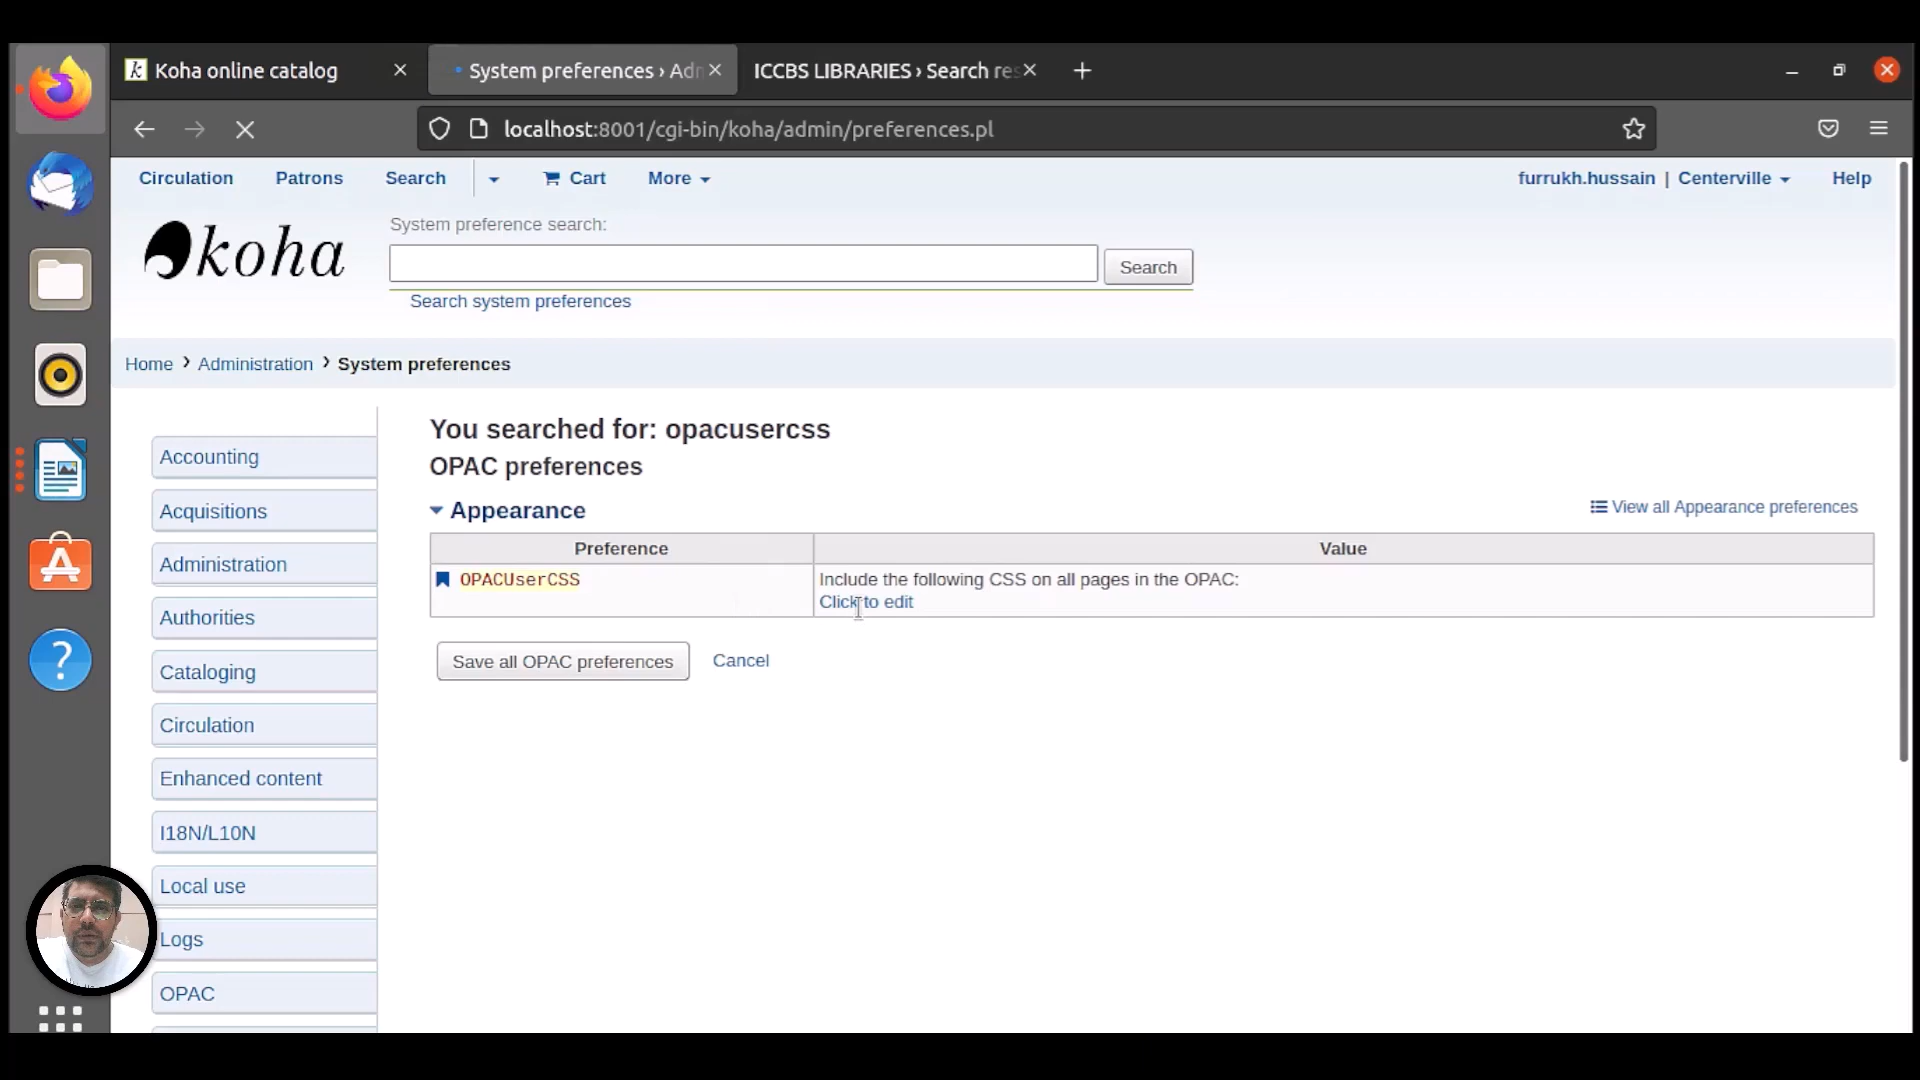 Koha online catalog
System preferences › Adm
ICCBS LIBRARIES › Search res
localhost:8001/cgi-bin/koha/admin/preferences.pl
Circulation Patrons Search Cart More furrukh.hussain | Centerville Help
koha
System preference search:
Search
Search system preferences
Home › Administration › System preferences
You searched for: opacusercss
OPAC preferences
Appearance
View all Appearance preferences
Preference Value
OPACUserCSS Include the following CSS on all pages in the OPAC:
Click to edit
Save all OPAC preferences Cancel
Accounting
Acquisitions
Administration
Authorities
Cataloging
Circulation
Enhanced content
I18N/L10N
Local use
Logs
OPAC